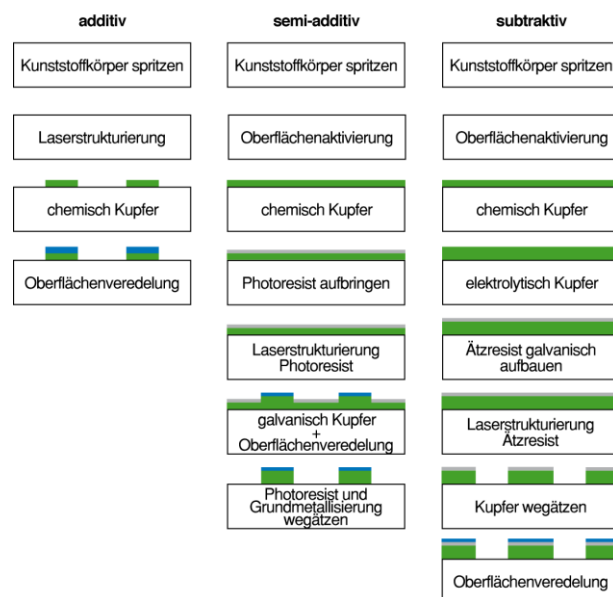 additiv
Kunststoffkörper spritzen
Laserstrukturierung
chemisch Kupfer
Oberflächenveredelung
semi-additiv
Kunststoffkörper spritzen
Oberflächenaktivierung
chemisch Kupfer
Photoresist aufbringen
Laserstrukturierung
Photoresist
galvanisch Kupfer
+
Oberflächenveredelung
Photoresist und
Grundmetallisierung
wegätzen
subtraktiv
Kunststoffkörper spritzen
Oberflächenaktivierung
chemisch Kupfer
elektrolytisch Kupfer
Ätzresist galvanisch
aufbauen
Laserstrukturierung
Ätzresist
Kupfer wegätzen
Oberflächenveredelung